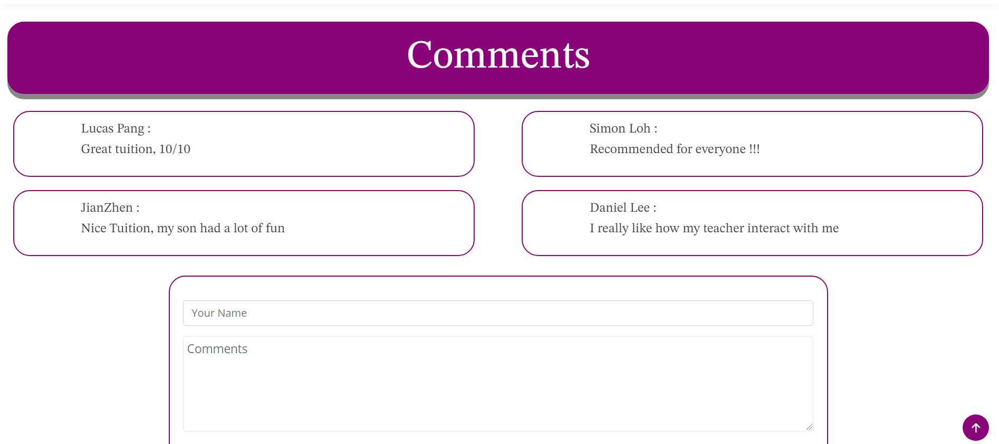 Comments
Lucas Pang :
Great tuition, 10/10
Simon Loh :
Recommended for everyone !!!
JianZhen :
Nice Tuition, my son had a lot of fun
Daniel Lee :
I really like how my teacher interact with me
Your Name
Comments